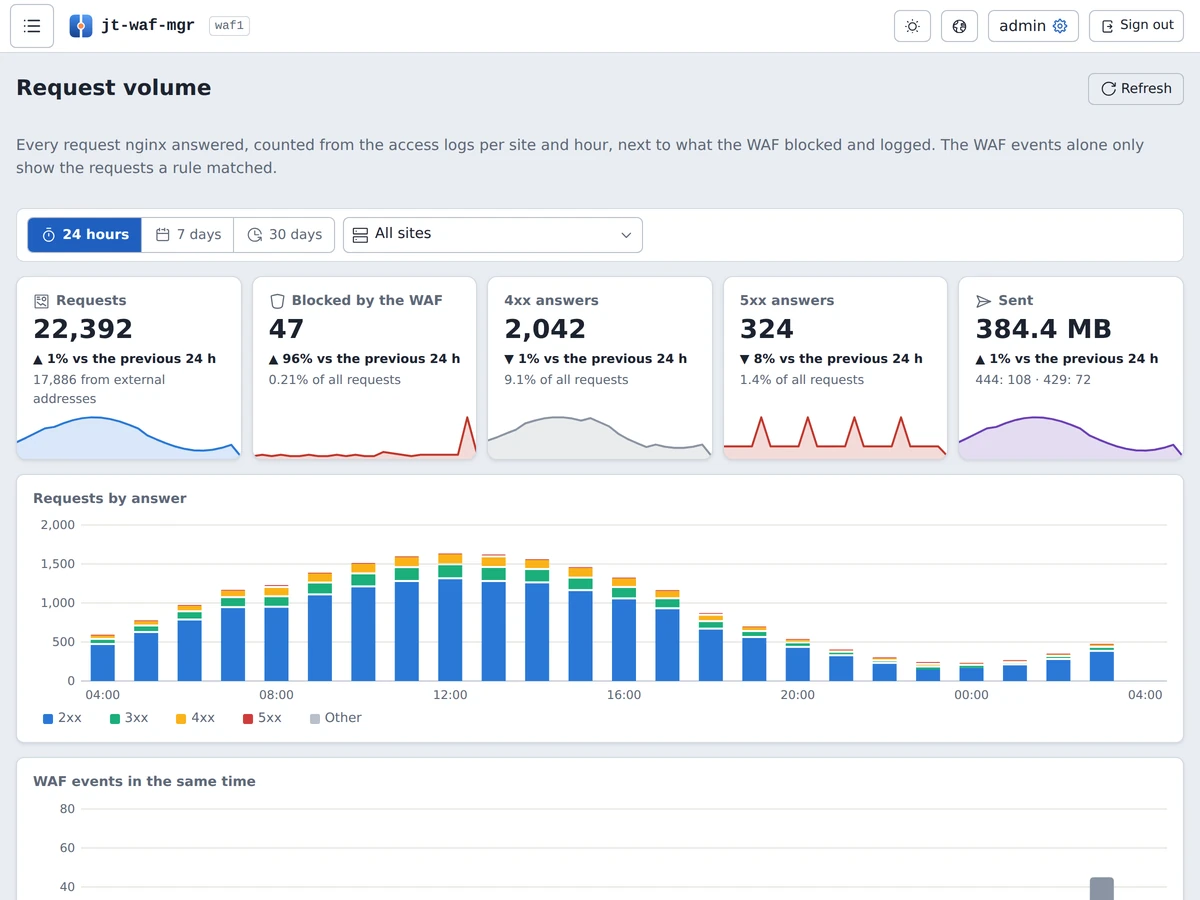 jt-waf-mgr waf1 admin Sign out
Request volume
Refresh
Every request nginx answered, counted from the access logs per site and hour, next to what the WAF blocked and logged. The WAF events alone only
show the requests a rule matched.
24 hours 7 days 30 days All sites
Requests
22,392
▲ 1% vs the previous 24 h
17,886 from external
addresses
Blocked by the WAF
47
▲ 96% vs the previous 24 h
0.21% of all requests
4xx answers
2,042
▼ 1% vs the previous 24 h
9.1% of all requests
5xx answers
324
▼ 8% vs the previous 24 h
1.4% of all requests
Sent
384.4 MB
▲ 1% vs the previous 24 h
444: 108 · 429: 72
Requests by answer
2,000
1,500
1,000
500
0
04:00 08:00 12:00 16:00 20:00 00:00 04:00
2xx 3xx 4xx 5xx Other
WAF events in the same time
80
60
40